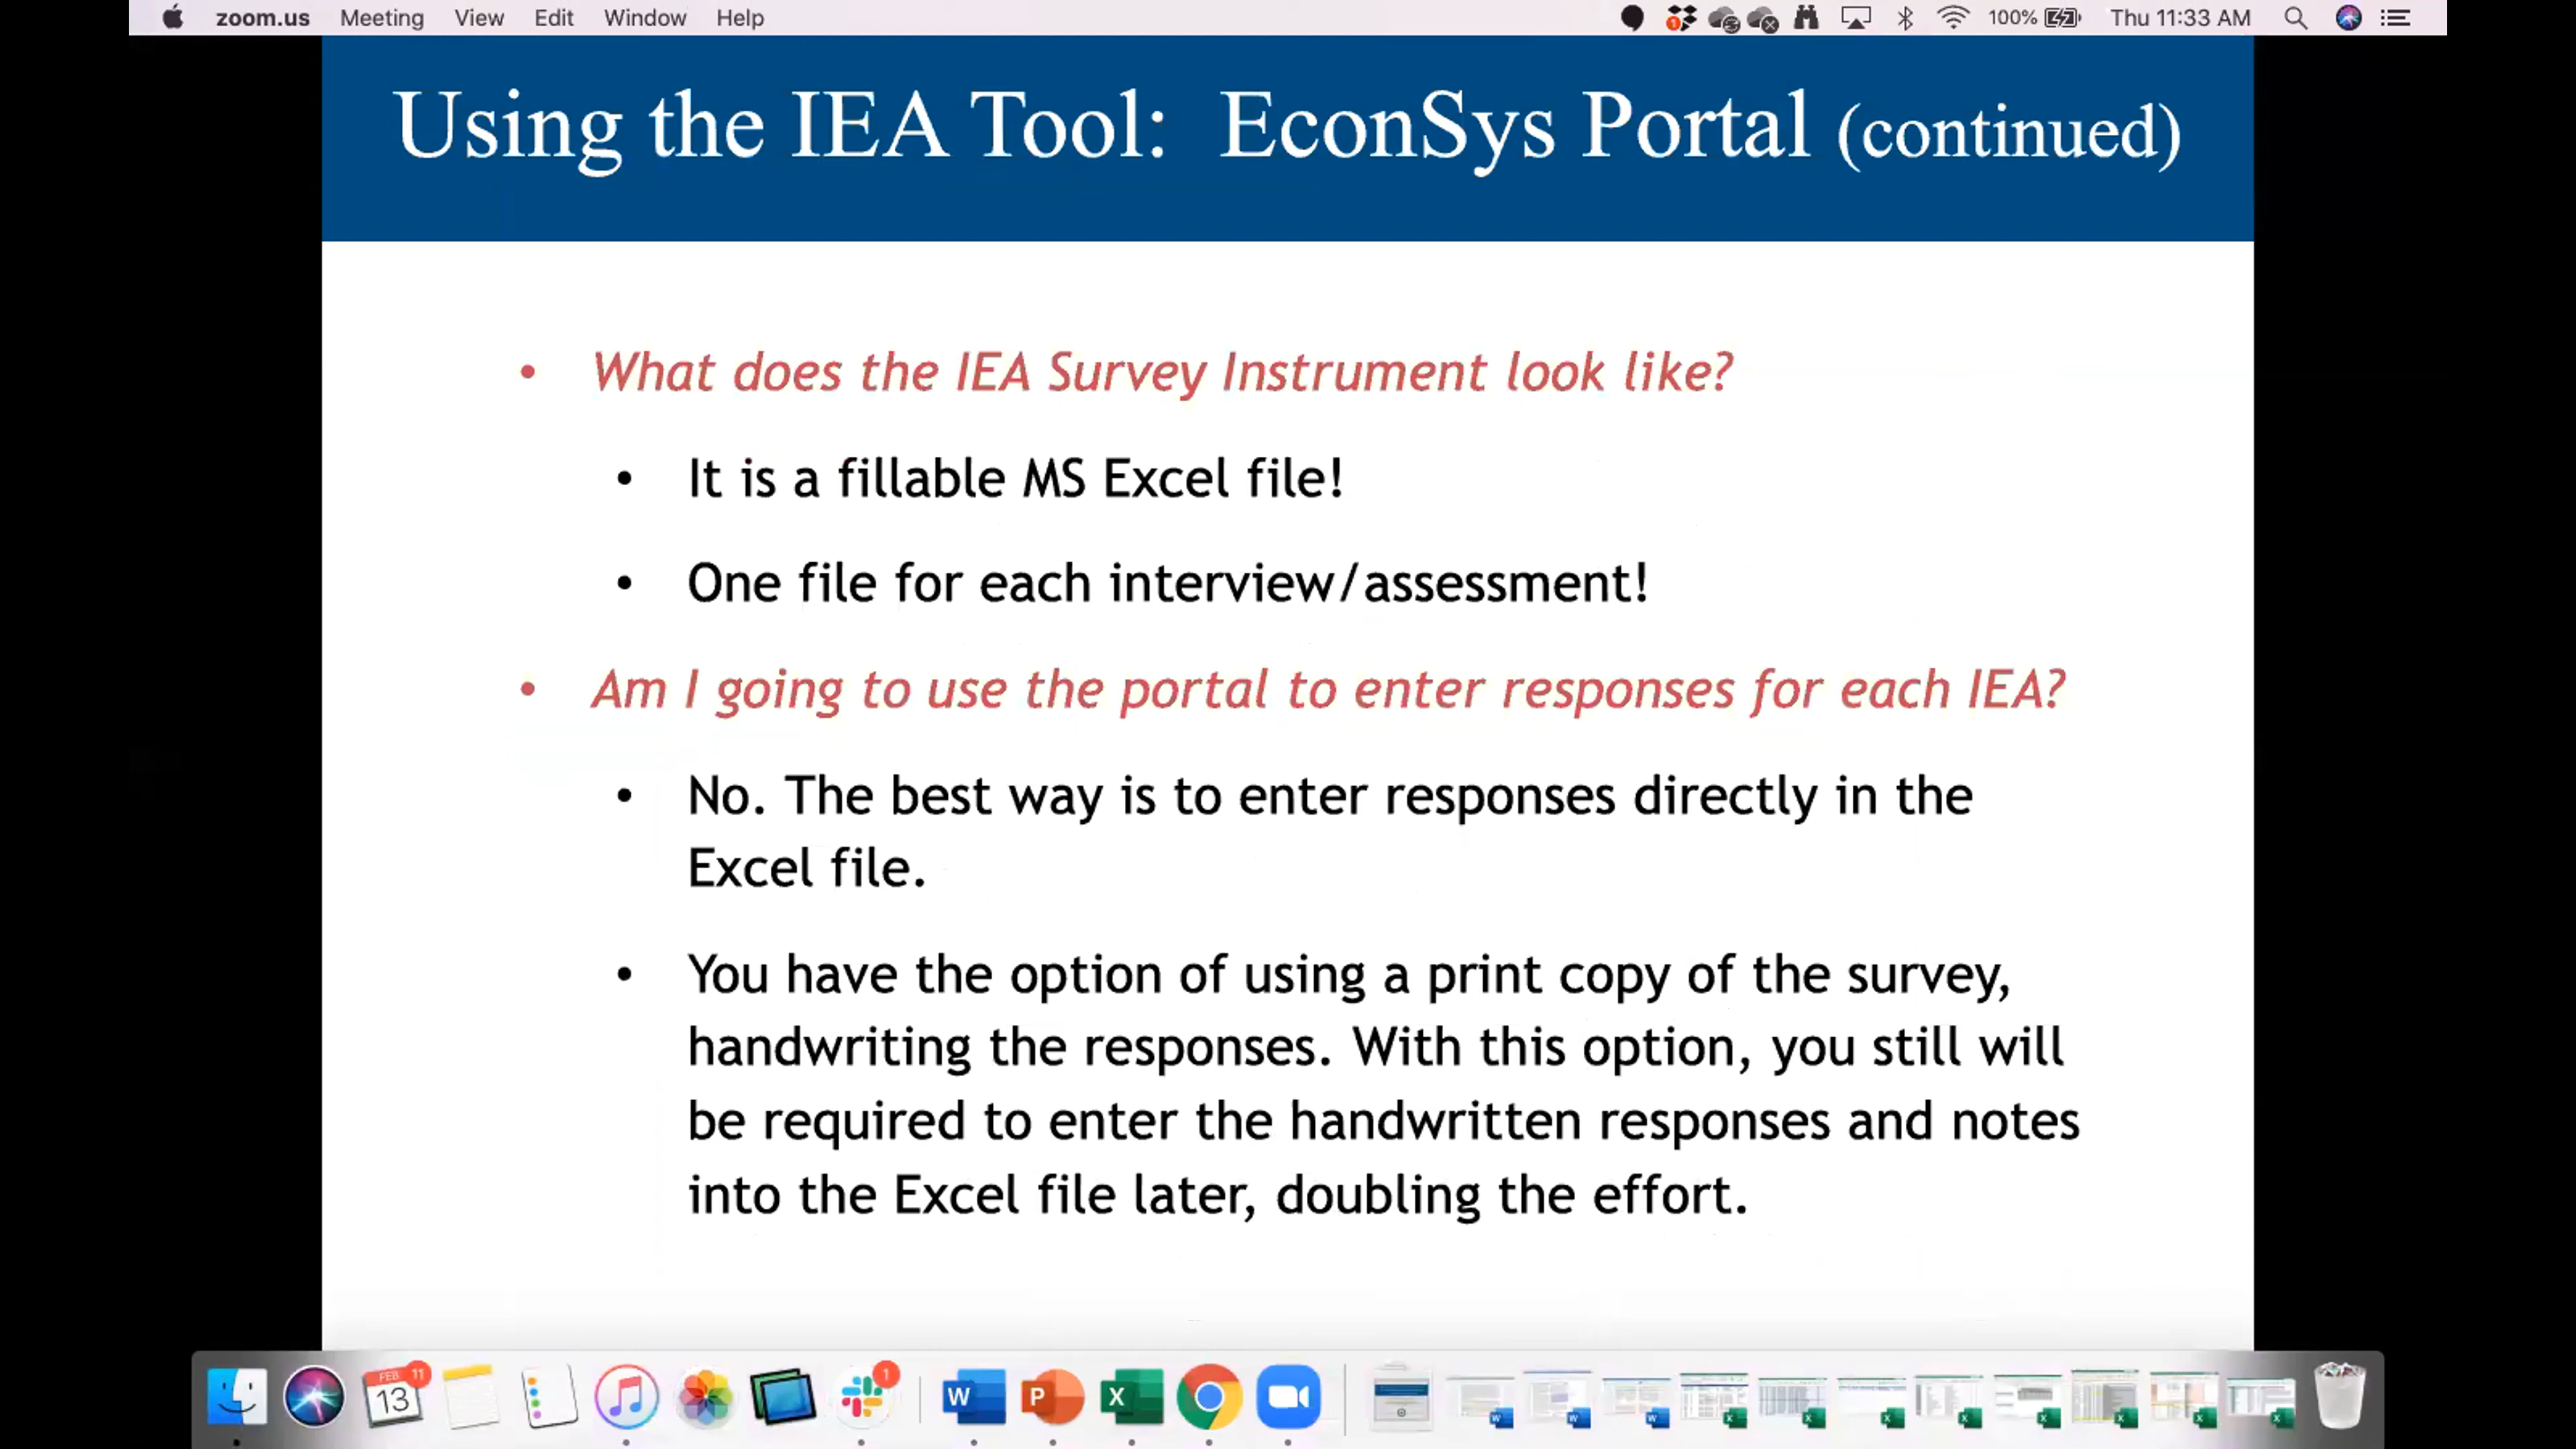 zoom.us Meeting View Edit Window Help 1 100% Thu 11:33 AM
Using the IEA Tool: EconSys Portal (continued)
• What does the IEA Survey Instrument look like?
• It is a fillable MS Excel file!
• One file for each interview/assessment!
• Am I going to use the portal to enter responses for each IEA?
• No. The best way is to enter responses directly in the
Excel file.
• You have the option of using a print copy of the survey,
handwriting the responses. With this option, you still will
be required to enter the handwritten responses and notes
into the Excel file later, doubling the effort.
FEB 11 1
13 W P X